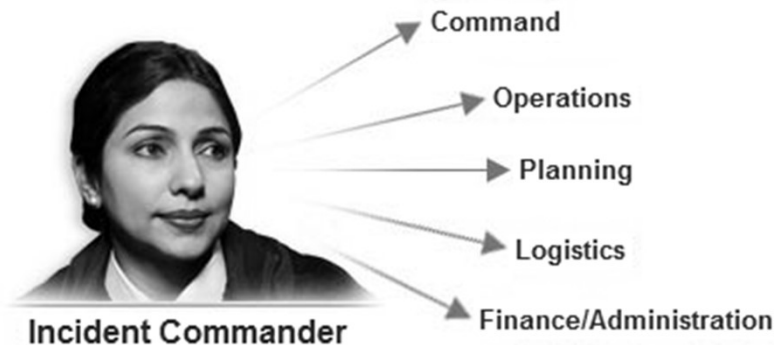 Command
Operations
Planning
Logistics
Finance/Administration
Incident Commander